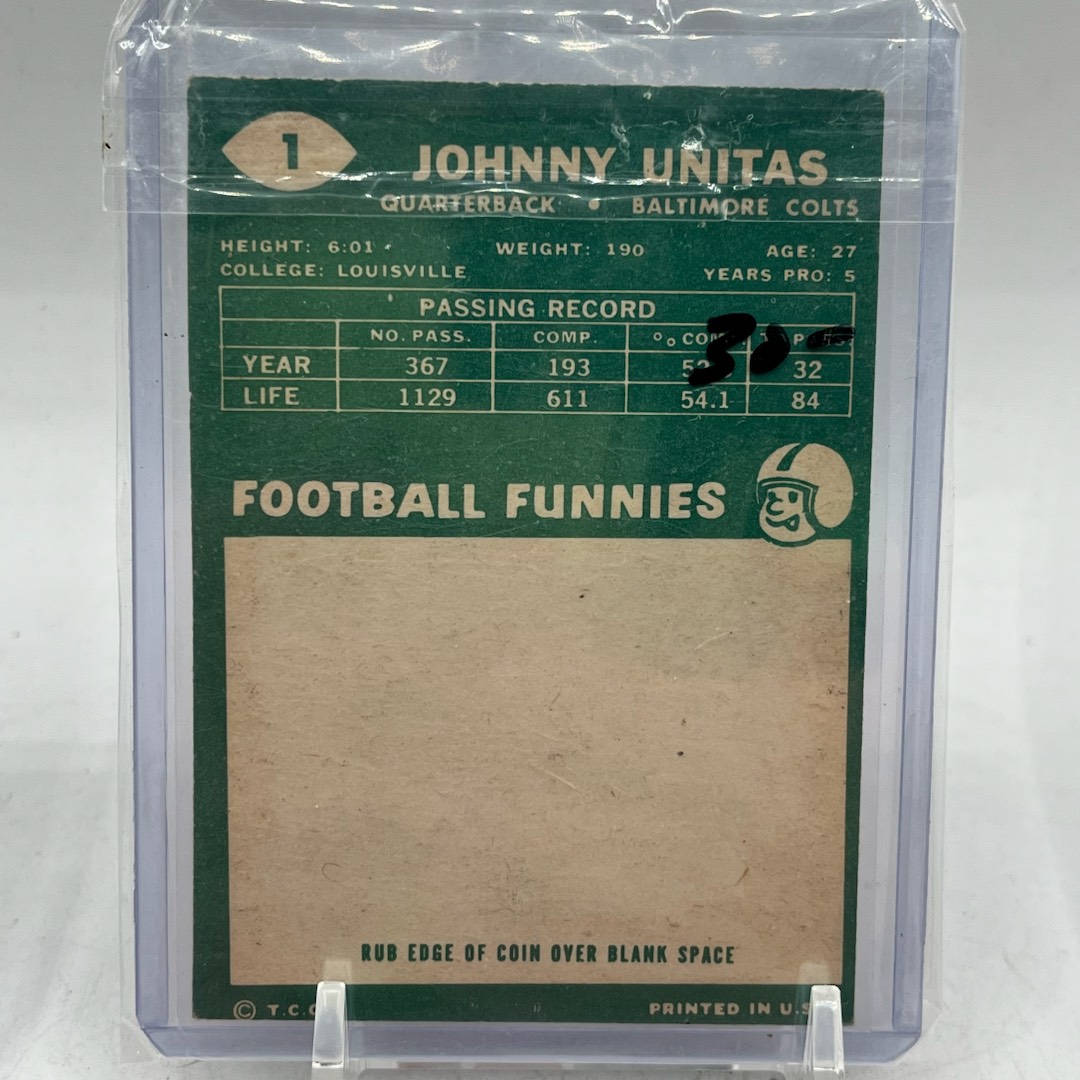 1
JOHNNY UNITAS
QUARTERBACK • BALTIMORE COLTS
HEIGHT: 6:01 WEIGHT: 190 AGE: 27
COLLEGE: LOUISVILLE YEARS PRO: 5
PASSING RECORD
NO. PASS. COMP.
30-
YEAR 367 193 32
LIFE 1129 611 54.1 84
FOOTBALL FUNNIES
RUB EDGE OF COIN OVER BLANK SPACE
© T.C. PRINTED IN U.S